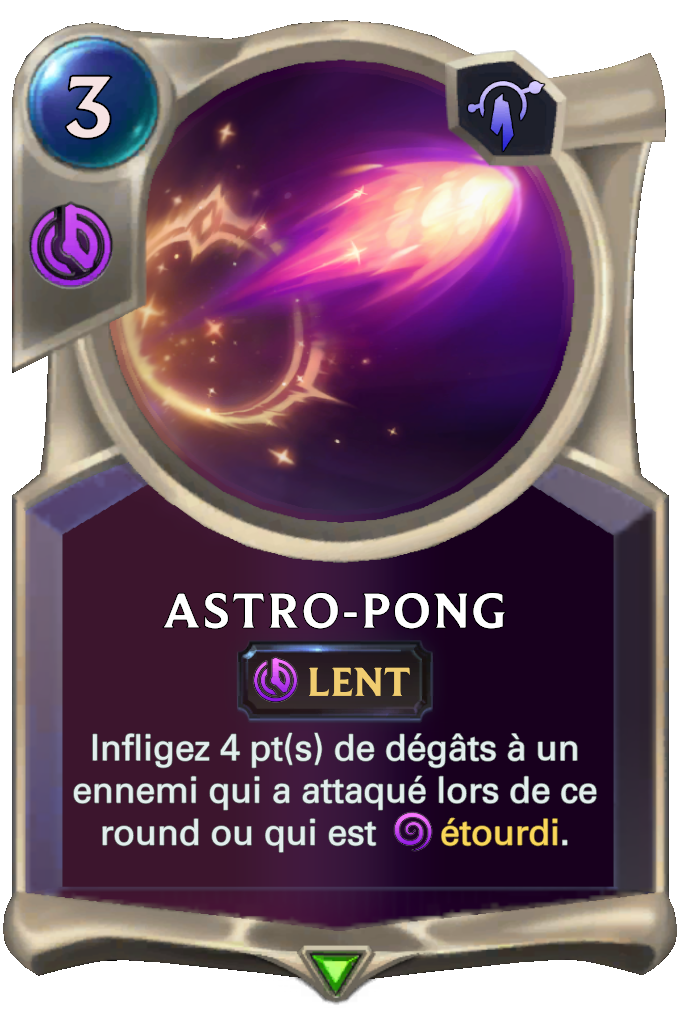 3
ASTRO-PONG
LENT
Infligez 4 pt(s) de dégâts à un
ennemi qui a attaqué lors de ce
round ou qui est étourdi.